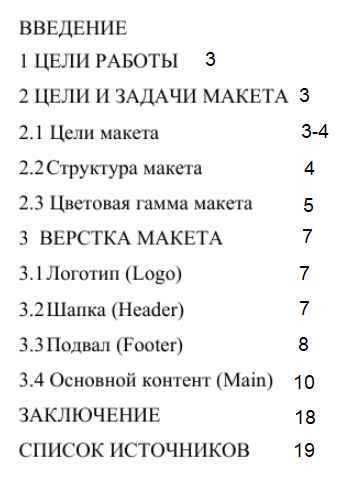 ВВЕДЕНИЕ
1 ЦЕЛИ РАБОТЫ 3
2 ЦЕЛИ И ЗАДАЧИ МАКЕТА 3
2.1 Цели макета 3-4
2.2 Структура макета 4
2.3 Цветовая гамма макета 5
3 ВЕРСТКА МАКЕТА 7
3.1 Логотип (Logo) 7
3.2 Шапка (Header) 7
3.3 Подвал (Footer) 8
3.4 Основной контент (Main) 10
ЗАКЛЮЧЕНИЕ 18
СПИСОК ИСТОЧНИКОВ 19